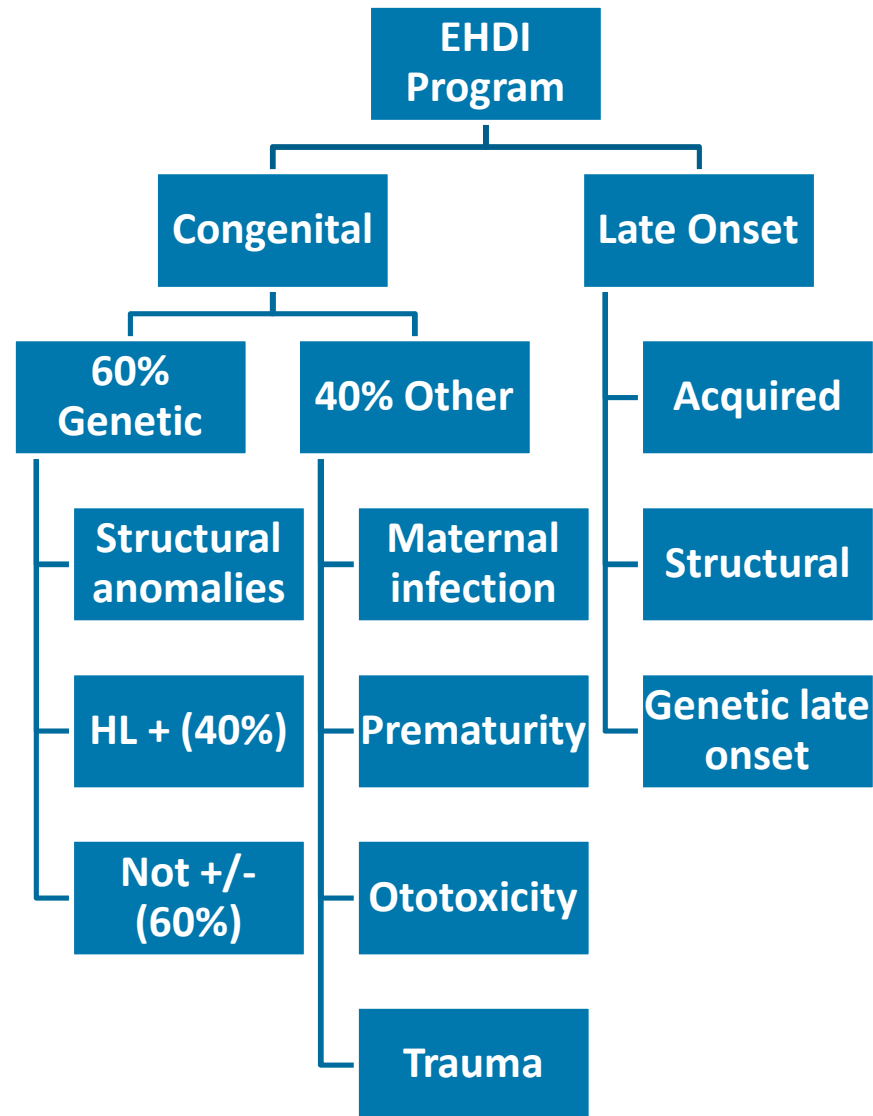 EHDI
Program
Congenital
Late Onset
60%
Genetic
40% Other
Acquired
Structural
anomalies
Maternal
infection
Structural
HL + (40%)
Prematurity
Genetic late
onset
Not +/-
(60%)
Ototoxicity
Trauma